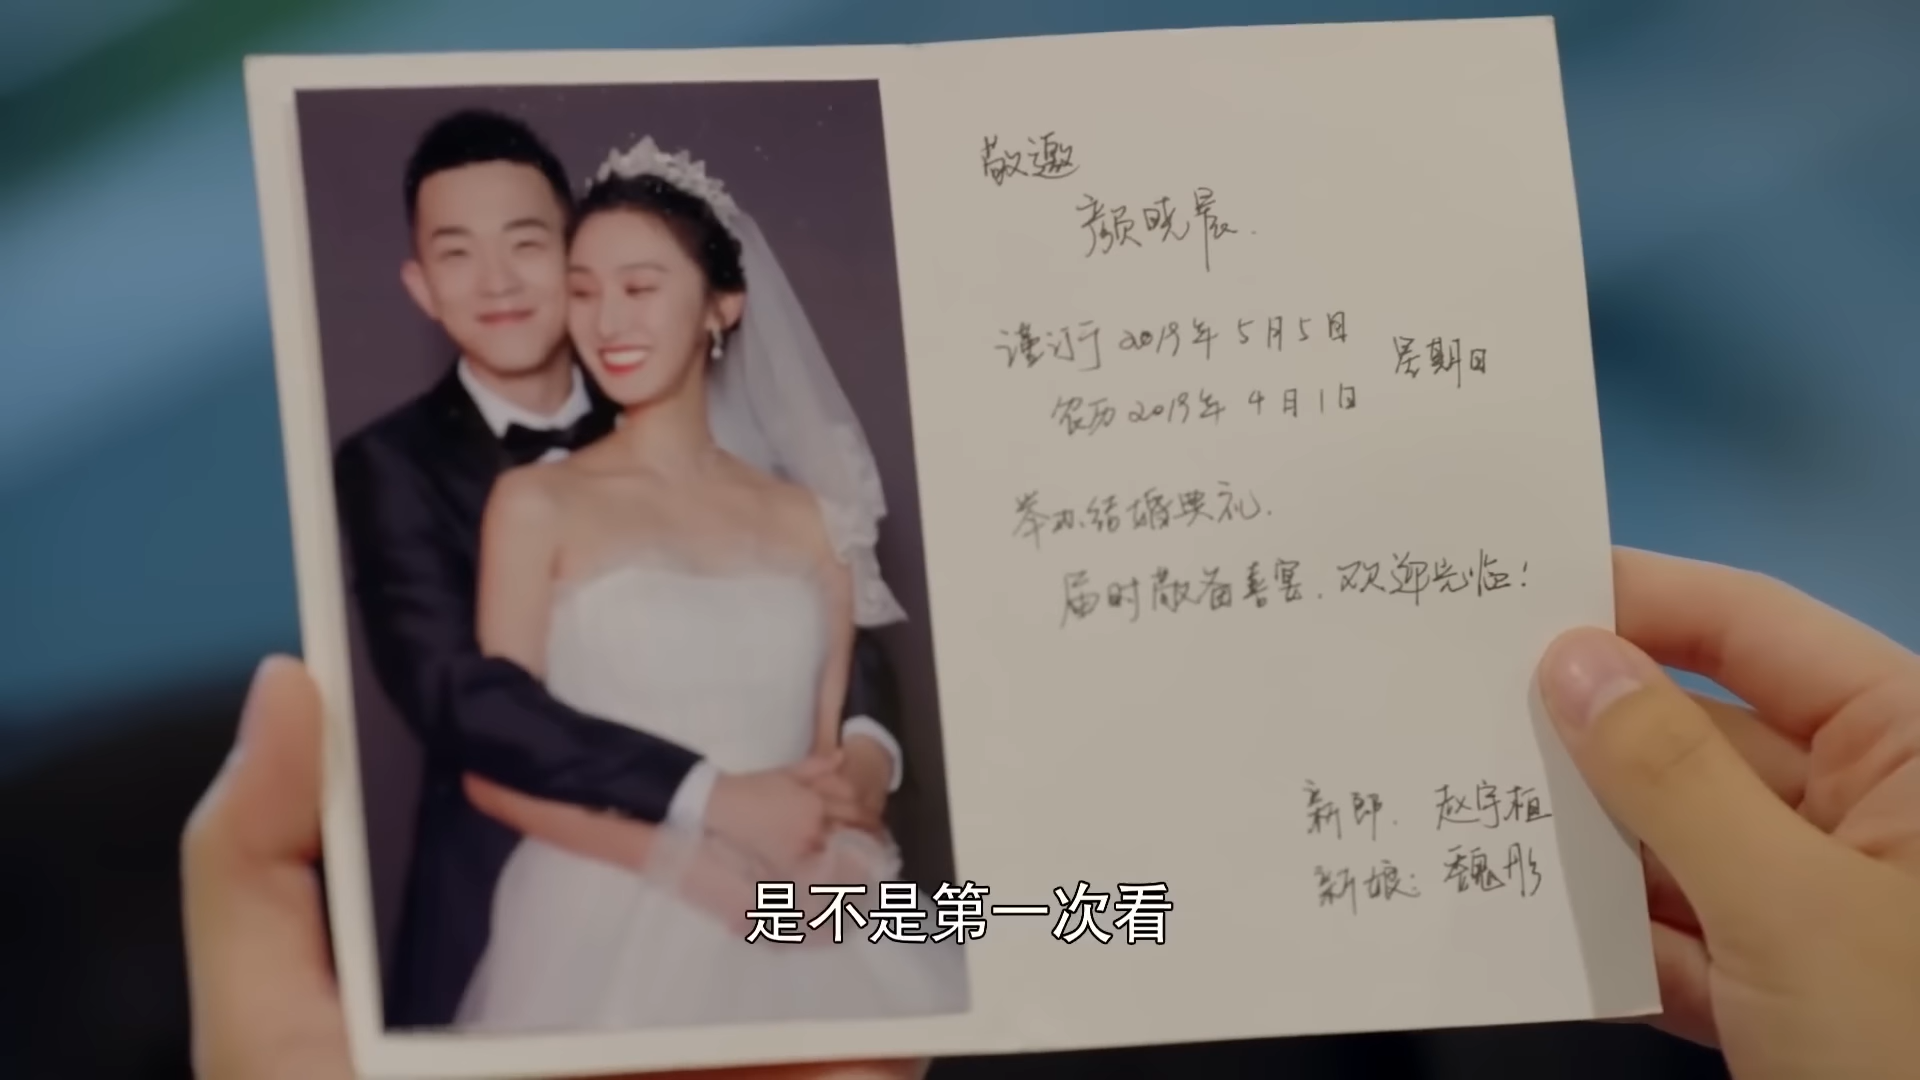 敬邀
颜晓晨.
谨订于2019年5月5日 星期日
农历2019年4月1日
举办结婚典礼.
届时敬备喜宴.欢迎光临!
新郎.赵宇桓
新娘:魏彤
是不是第一次看